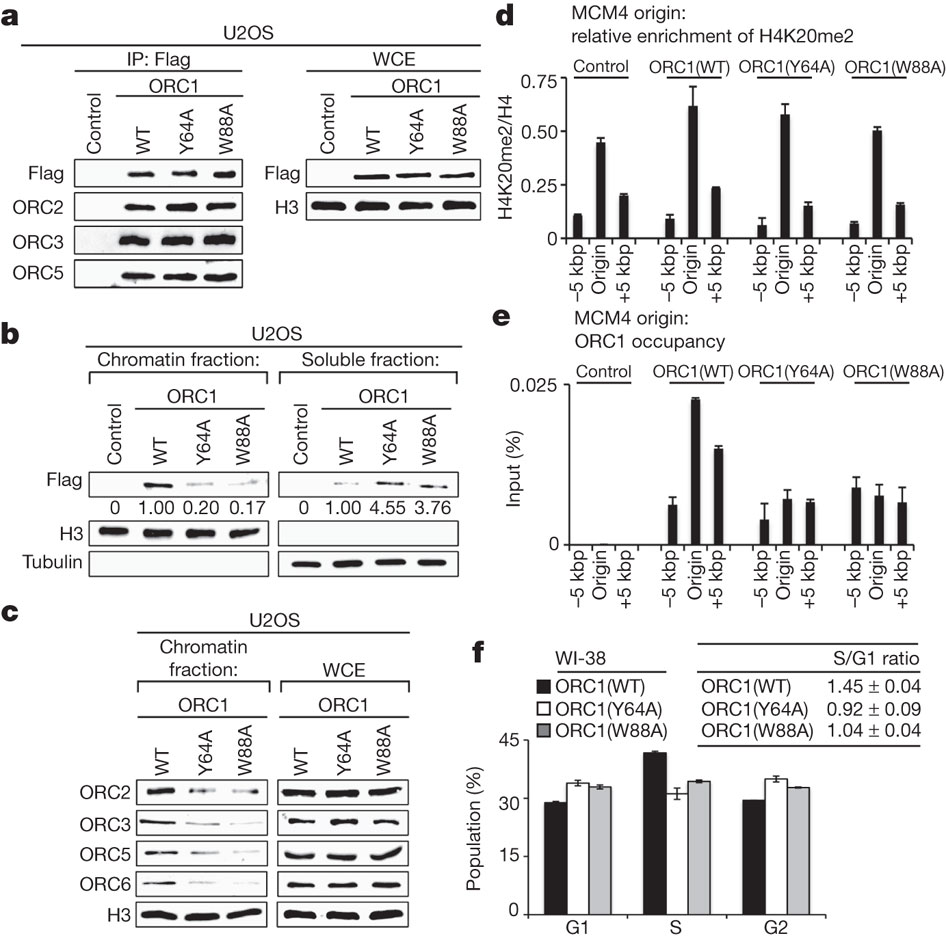 a
U2OS
IP: Flag
WCE
ORC1
ORC1
Control
WT
Y64A
W88A
Control
WT
Y64A
W88A
Flag
ORC2
ORC3
ORC5
Flag
H3
b
U2OS
Chromatin fraction:
Soluble fraction:
ORC1
ORC1
Control
WT
Y64A
W88A
Control
WT
Y64A
W88A
Flag
0 1.00 0.20 0.17
0 1.00 4.55 3.76
H3
Tubulin
c
U2OS
Chromatin
fraction:
WCE
ORC1
ORC1
WT
Y64A
W88A
WT
Y64A
W88A
ORC2
ORC3
ORC5
ORC6
H3
d
MCM4 origin:
relative enrichment of H4K20me2
Control
ORC1(WT)
ORC1(Y64A)
ORC1(W88A)
H4K20me2/H4
0.75
0.50
0.25
0
–5 kbp
Origin
+5 kbp
–5 kbp
Origin
+5 kbp
–5 kbp
Origin
+5 kbp
–5 kbp
Origin
+5 kbp
e
MCM4 origin:
ORC1 occupancy
Control
ORC1(WT)
ORC1(Y64A)
ORC1(W88A)
Input (%)
0.025
0
–5 kbp
Origin
+5 kbp
–5 kbp
Origin
+5 kbp
–5 kbp
Origin
+5 kbp
–5 kbp
Origin
+5 kbp
f
WI-38
ORC1(WT)
ORC1(Y64A)
ORC1(W88A)
S/G1 ratio
ORC1(WT) 1.45 ± 0.04
ORC1(Y64A) 0.92 ± 0.09
ORC1(W88A) 1.04 ± 0.04
Population (%)
45
30
15
0
G1
S
G2